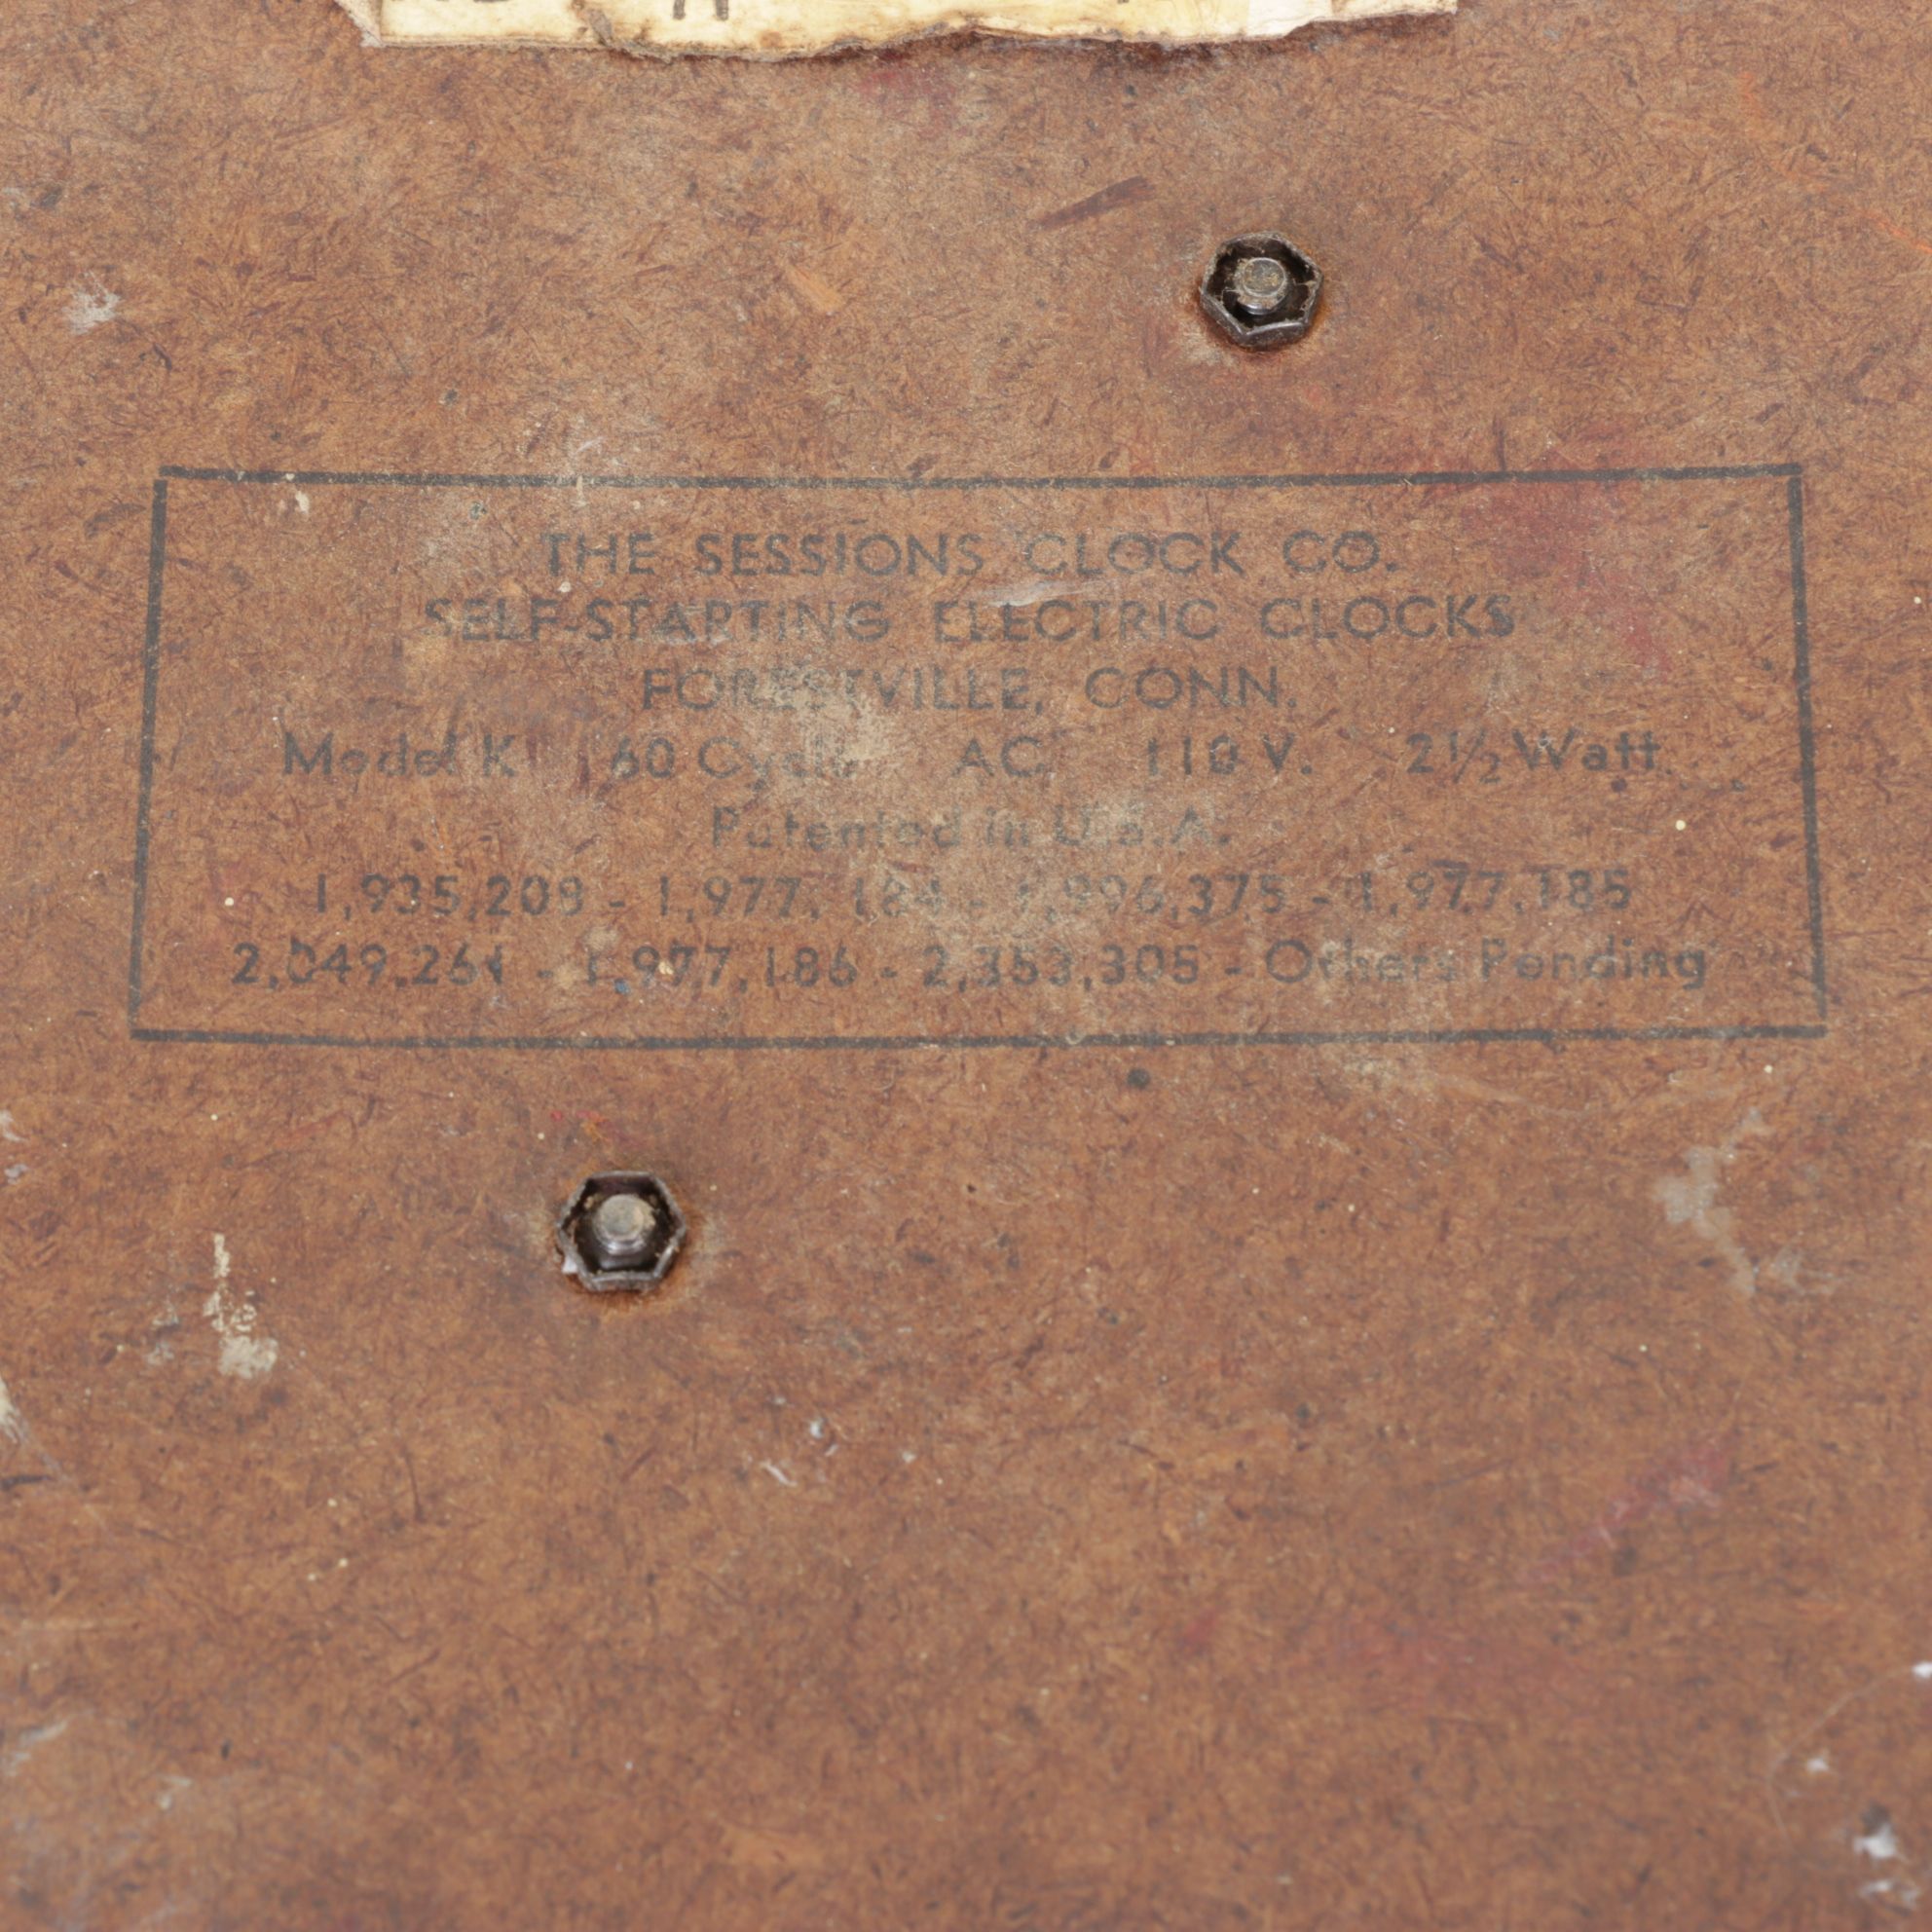 THE SESSIONS CLOCK CO.
SELF-STARTING ELECTRIC CLOCKS
FORESTVILLE, CONN.
Model K 60 Cycle AC 110 V. 2½ Watt
Patented in U.S.A.
1,935,208 - 1,977,184 - 1,996,375 - 1,977,185
2,049,261 - 1,977,186 - 2,353,305 - Others Pending